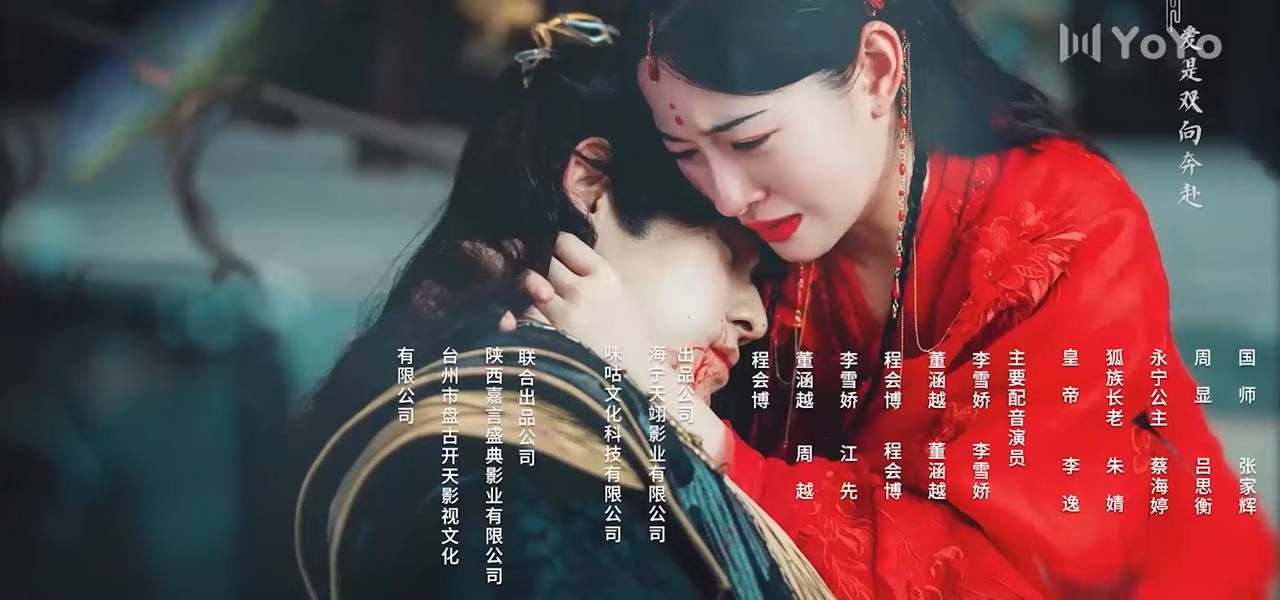 YoYo
爱是双向奔赴
国师 张家辉
周显 吕思衡
永宁公主 蔡海婷
狐族长老 朱婧
皇帝 李逸
主要配音演员
李雪娇 李雪娇
董涵越 董涵越
程会博 程会博
李雪娇 江先
董涵越 周越
程会博
出品公司
海宁天翊影业有限公司
咪咕文化科技有限公司
联合出品公司
陕西嘉言盛典影业有限公司
台州市盘古开天影视文化
有限公司